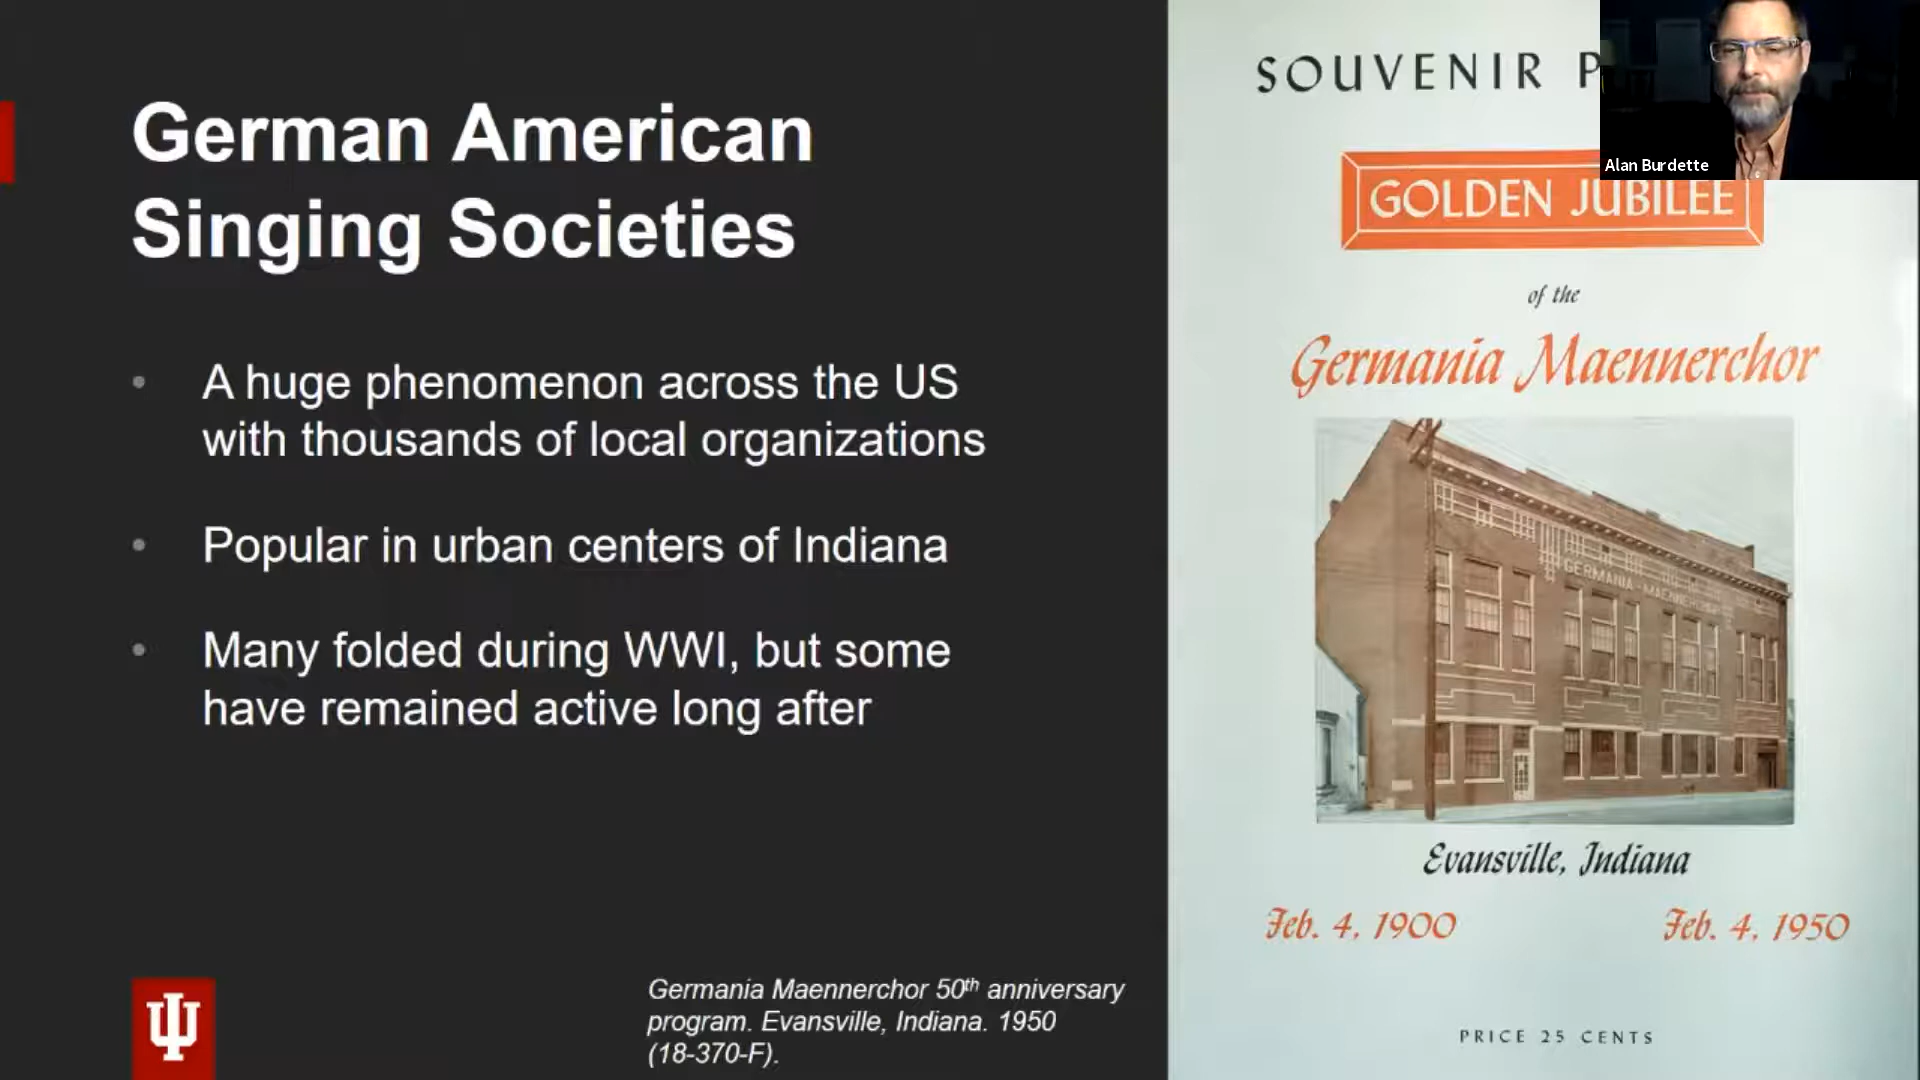 German American
Singing Societies
• A huge phenomenon across the US
with thousands of local organizations
• Popular in urban centers of Indiana
• Many folded during WWI, but some
have remained active long after
Germania Maennerchor 50th anniversary
program. Evansville, Indiana. 1950
(18-370-F).
SOUVENIR P
Alan Burdette
GOLDEN JUBILEE
of the
Germania Maennerchor
GERMANIA - MAENNERCHOR
Evansville, Indiana
Feb. 4, 1900
Feb. 4, 1950
PRICE 25 CENTS